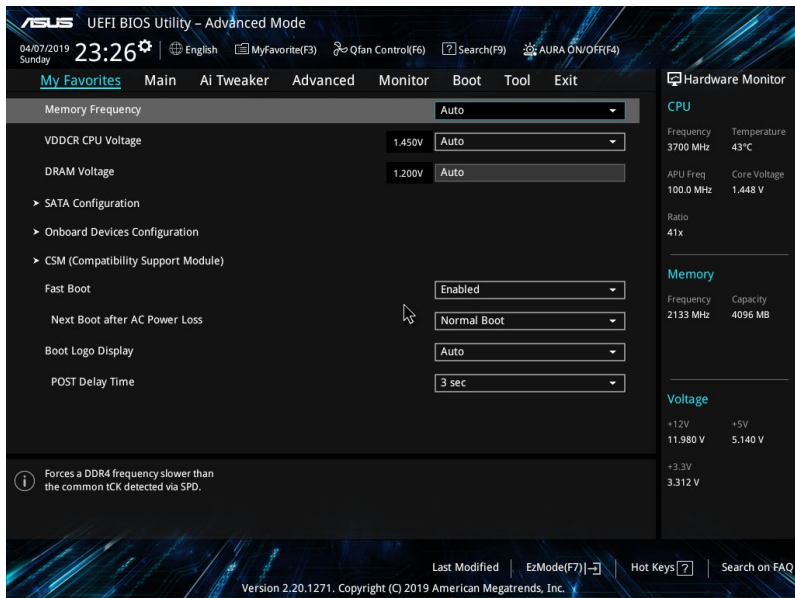 ASUS UEFI BIOS Utility – Advanced Mode
04/07/2019 Sunday 23:26 English MyFavorite(F3) Qfan Control(F6) ? Search(F9) AURA ON/OFF(F4)
My Favorites Main Ai Tweaker Advanced Monitor Boot Tool Exit
Memory Frequency Auto
VDDCR CPU Voltage 1.450V Auto
DRAM Voltage 1.200V Auto
> SATA Configuration
> Onboard Devices Configuration
> CSM (Compatibility Support Module)
Fast Boot Enabled
Next Boot after AC Power Loss Normal Boot
Boot Logo Display Auto
POST Delay Time 3 sec
i Forces a DDR4 frequency slower than
the common tCK detected via SPD.
Hardware Monitor
CPU
Frequency Temperature
3700 MHz 43°C
APU Freq Core Voltage
100.0 MHz 1.448 V
Ratio
41x
Memory
Frequency Capacity
2133 MHz 4096 MB
Voltage
+12V +5V
11.980 V 5.140 V
+3.3V
3.312 V
Last Modified EzMode(F7) Hot Keys ? Search on FAQ
Version 2.20.1271. Copyright (C) 2019 American Megatrends, Inc.